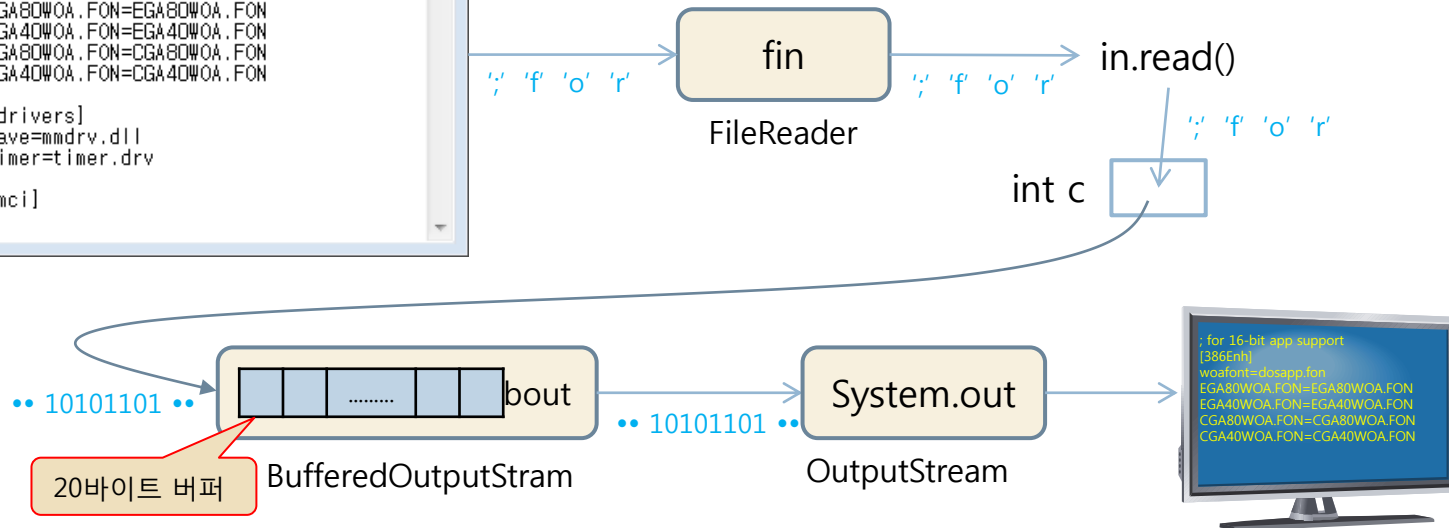 GA80WOA.FON=EGA80WOA.FON
GA40WOA.FON=EGA40WOA.FON
GA80WOA.FON=CGA80WOA.FON
GA40WOA.FON=CGA40WOA.FON
drivers]
ave=mmdrv.dll
imer=timer.drv
mci]
';' 'f' 'o' 'r'
fin
FileReader
';' 'f' 'o' 'r'
in.read()
';' 'f' 'o' 'r'
int c
•• 10101101 ••
.........
bout
BufferedOutputStram
20바이트 버퍼
•• 10101101 ••
System.out
OutputStream
; for 16-bit app support
[386Enh]
woafont=dosapp.fon
EGA80WOA.FON=EGA80WOA.FON
EGA40WOA.FON=EGA40WOA.FON
CGA80WOA.FON=CGA80WOA.FON
CGA40WOA.FON=CGA40WOA.FON